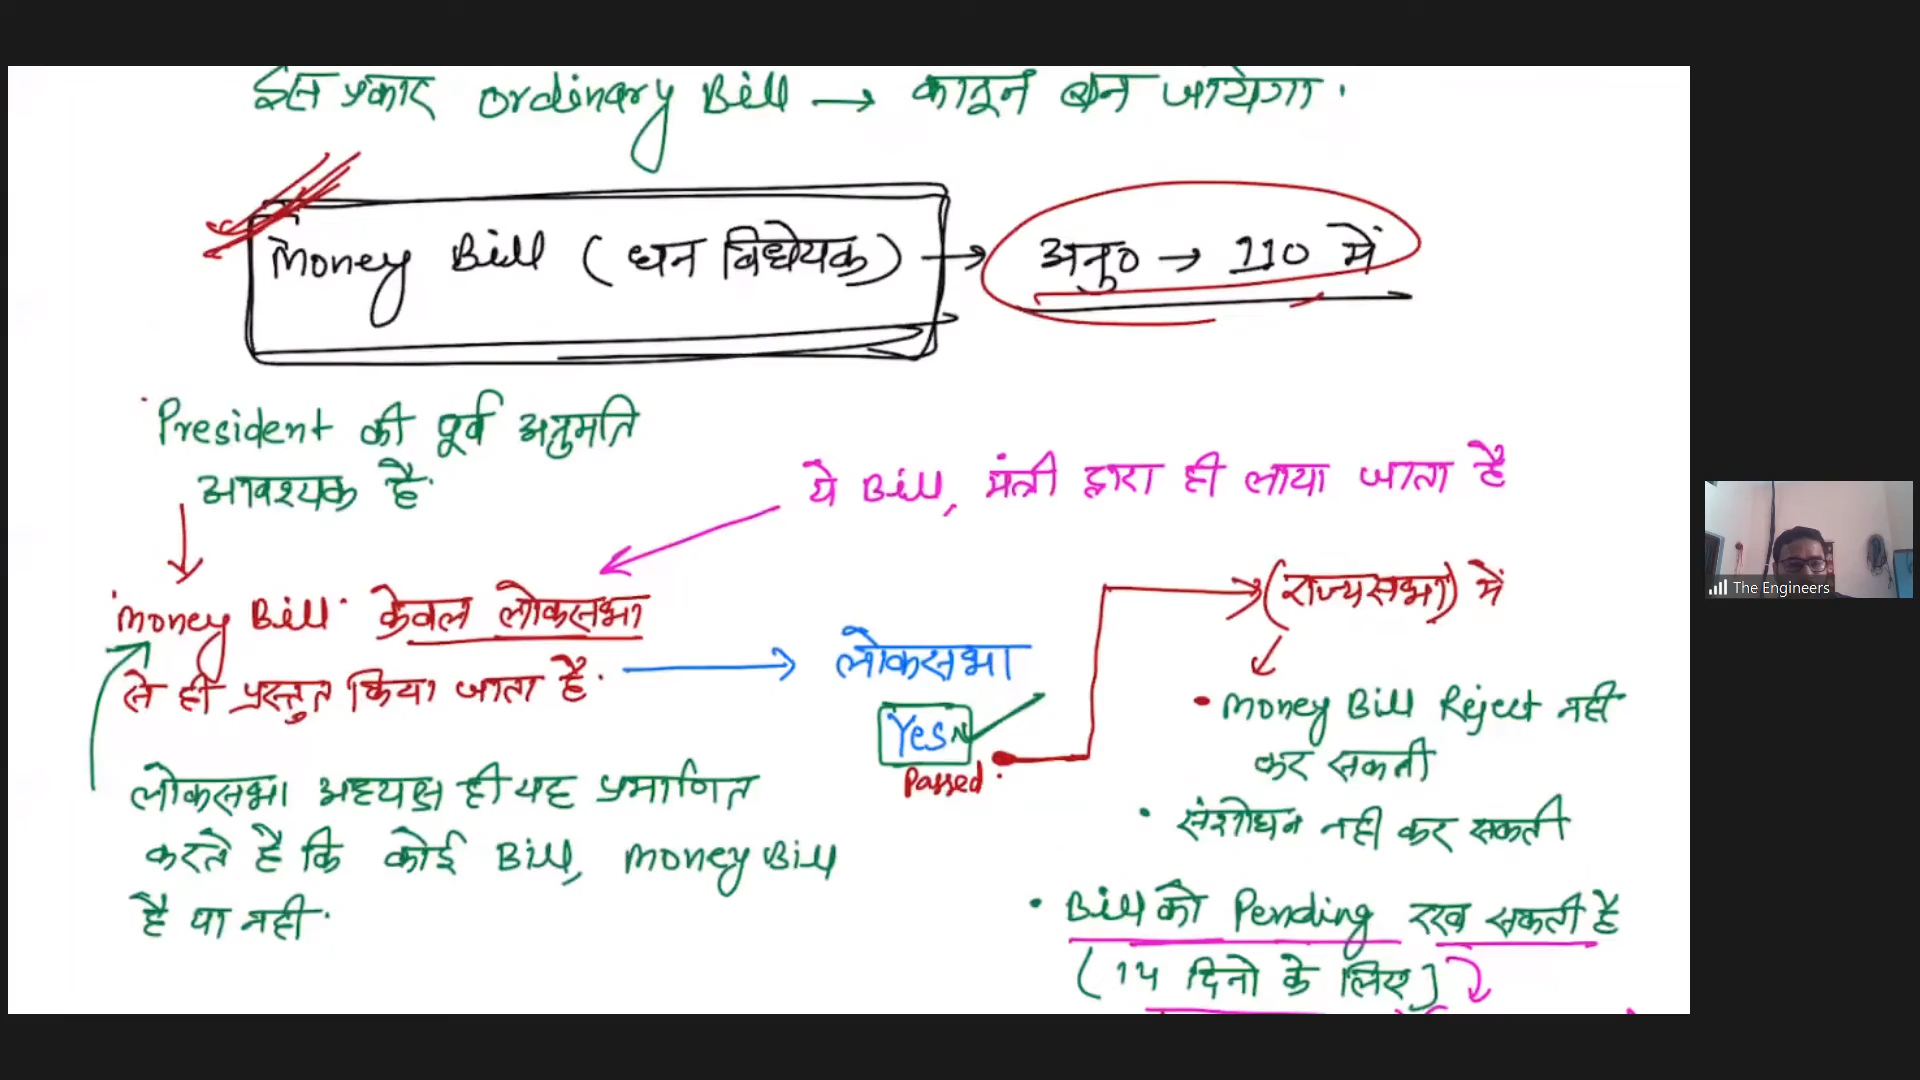 इस प्रकार Ordinary Bill → कानून बन जायेगा.
Money Bill (धन विधेयक) → अनु० → 110 में
President की पूर्व अनुमति
आवश्यक है.
ये Bill, मंत्री द्वारा ही लाया जाता है
Money Bill केवल लोकसभा
से ही प्रस्तुत किया जाता है.
लोकसभा अध्यक्ष ही यह प्रमाणित
करते है कि कोई Bill, Money Bill
है या नही.
लोकसभा
Yes
Passed.
(राज्यसभा) में
• Money Bill Reject नही
कर सकती
• संशोधन नही कर सकती
• Bill को Pending रख सकती है
(14 दिनो के लिए)
The Engineers